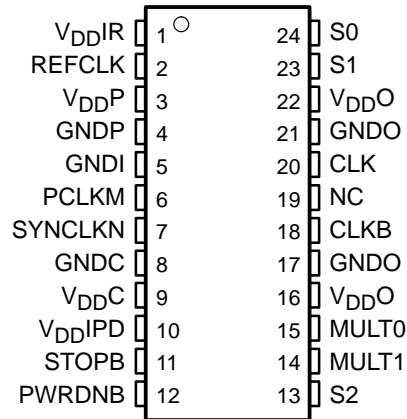 VDDIR 1 24 S0
REFCLK 2 23 S1
VDDP 3 22 VDDO
GNDP 4 21 GNDO
GNDI 5 20 CLK
PCLKM 6 19 NC
SYNCLKN 7 18 CLKB
GNDC 8 17 GNDO
VDDC 9 16 VDDO
VDDIPD 10 15 MULT0
STOPB 11 14 MULT1
PWRDNB 12 13 S2